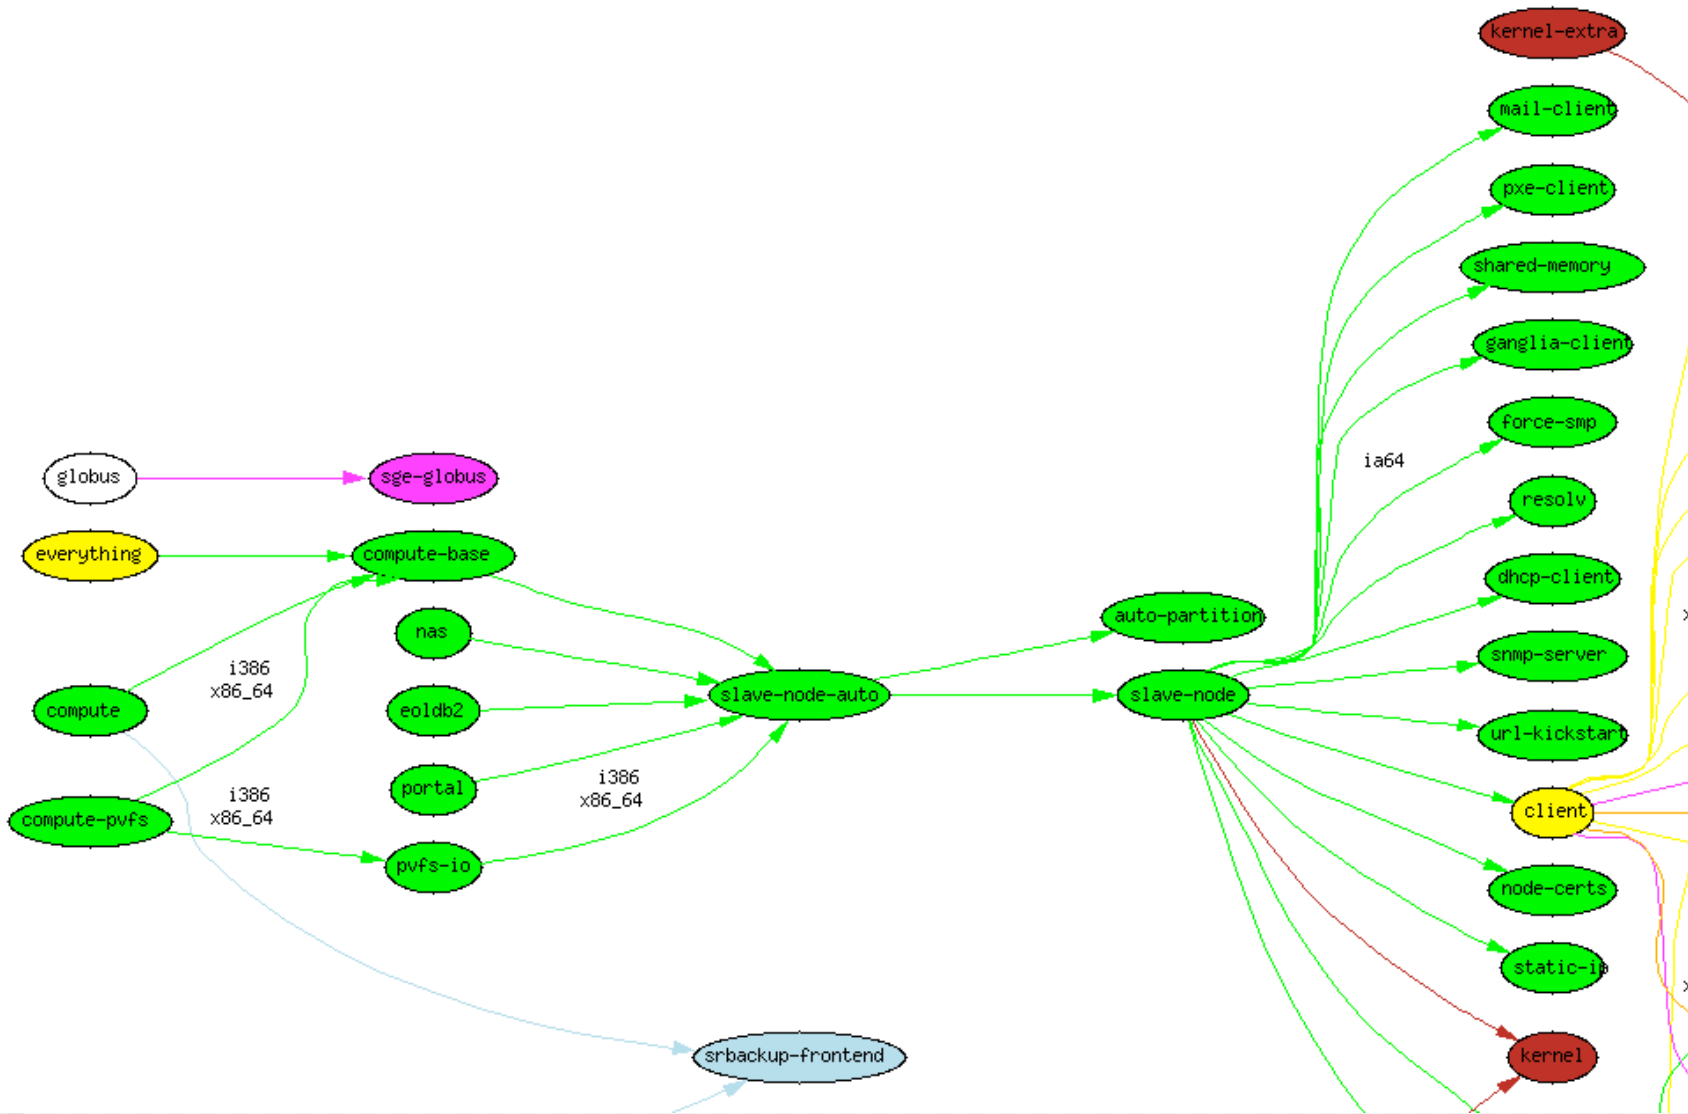 kernel-extra
mail-client
pxe-client
shared-memory
ganglia-client
force-smp
ia64
globus
sge-globus
resolv
everything
compute-base
dhcp-client
auto-partition
nas
snmp-server
i386
x86_64
slave-node-auto
slave-node
compute
eoldb2
url-kickstart
i386
x86_64
portal
i386
x86_64
client
compute-pvfs
pvfs-io
node-certs
static-ip
srbackup-frontend
kernel